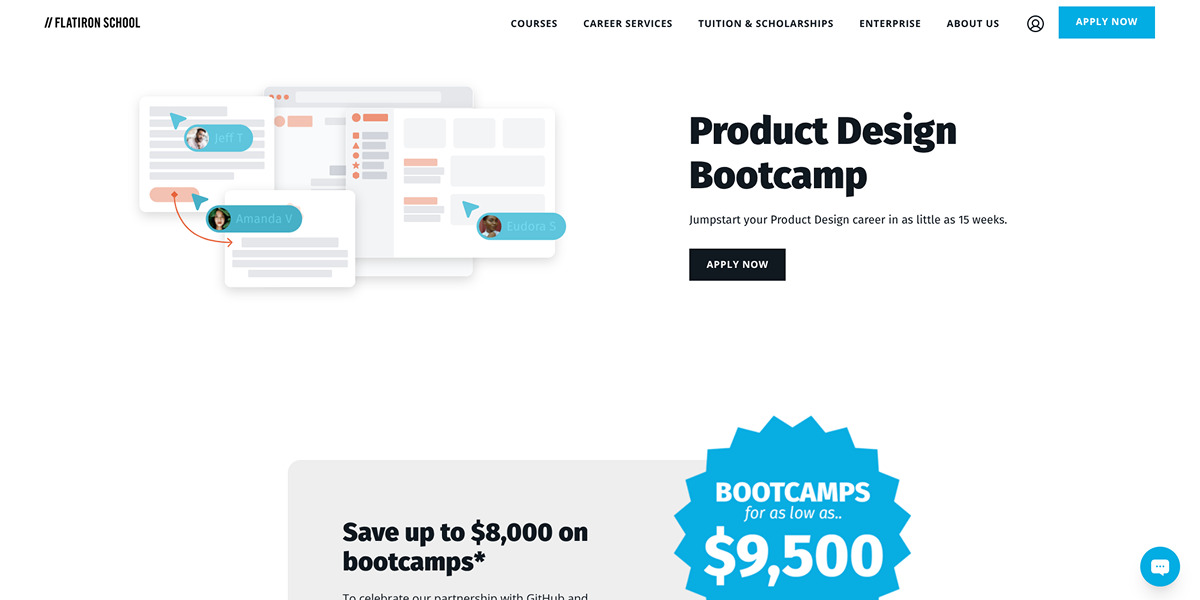 // FLATIRON SCHOOL
COURSES
CAREER SERVICES
TUITION & SCHOLARSHIPS
ENTERPRISE
ABOUT US
APPLY NOW
Jeff T
Amanda V
Eudora S
Product Design
Bootcamp
Jumpstart your Product Design career in as little as 15 weeks.
APPLY NOW
Save up to $8,000 on
bootcamps*
To celebrate our partnership with GitHub and
BOOTCAMPS
for as low as..
$9,500